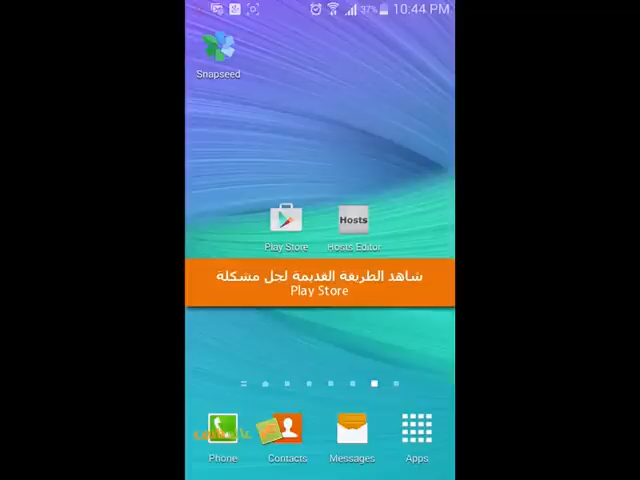 37% 10:44 PM
Snapseed
Play Store Hosts Editor
Hosts
شاهد الطريقة القديمة لحل مشكلة
Play Store
Phone Contacts Messages Apps